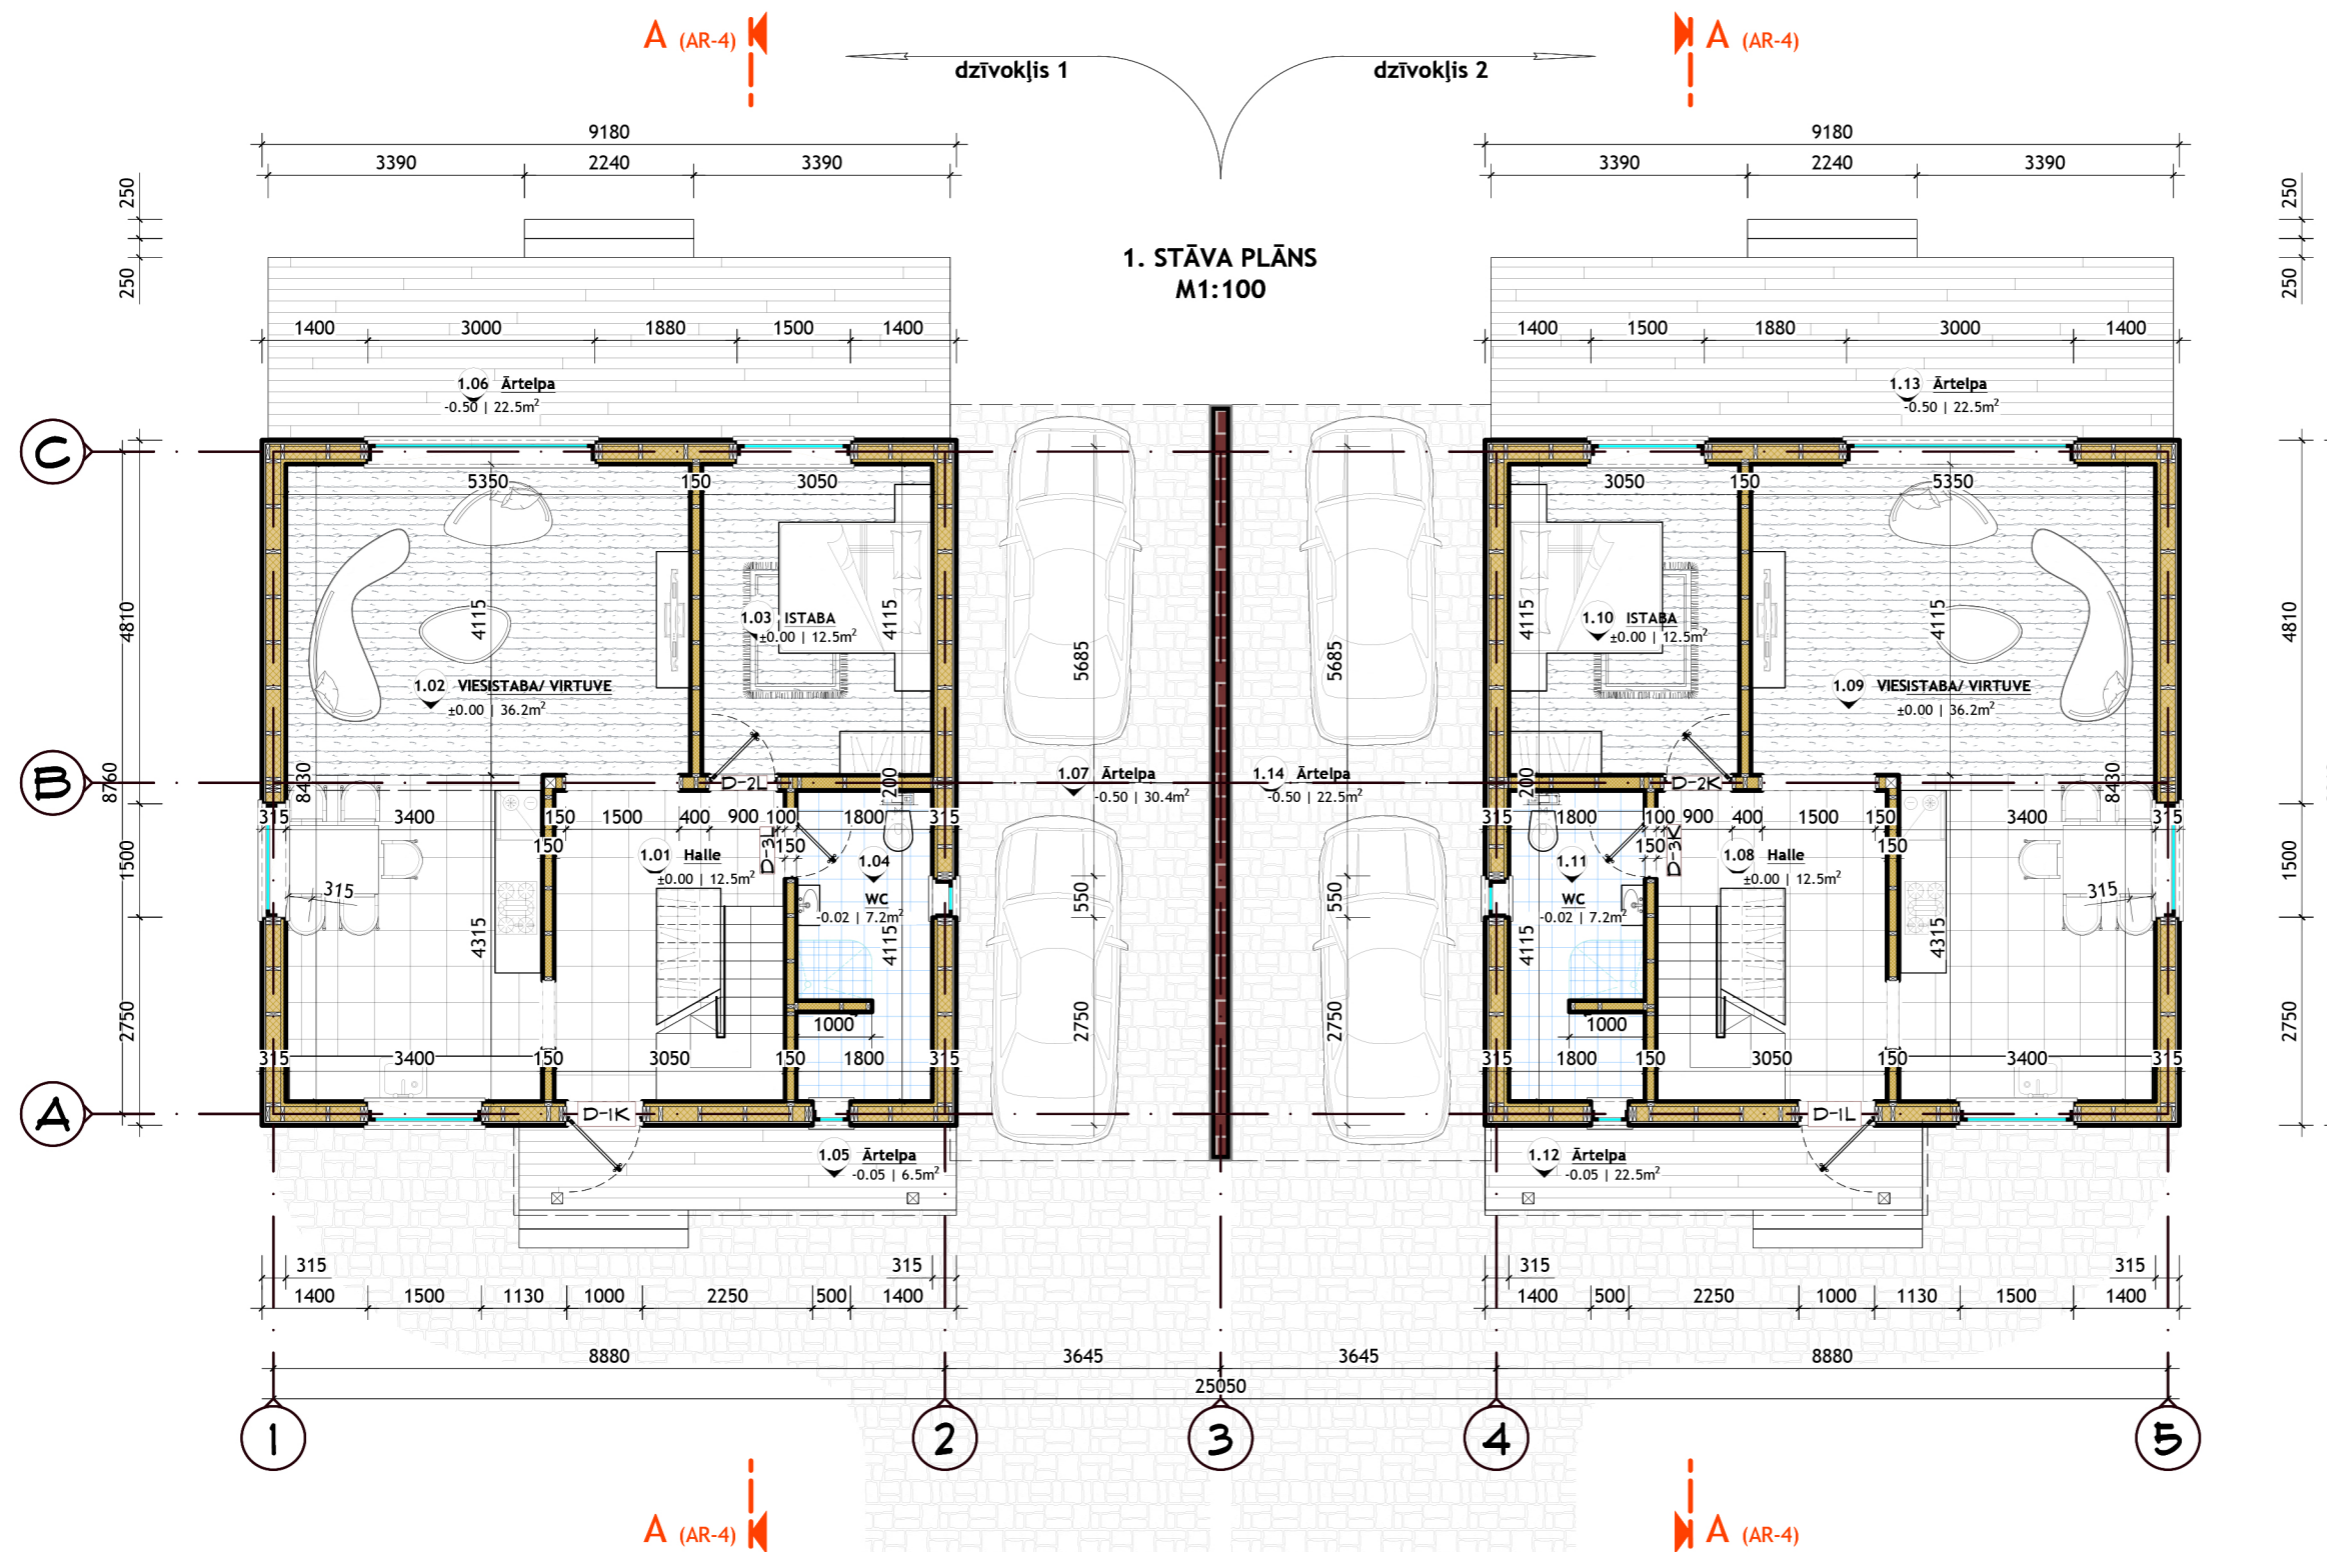 A (AR-4)
A (AR-4)
dzīvokļis 1
dzīvokļis 2
9180
9180
3390 2240 3390
3390 2240 3390
250
250
250
250
1. STĀVA PLĀNS
M1:100
1400 3000 1880 1500 1400
1400 1500 1880 3000 1400
1.06 Ārtelpa
-0.50 | 22.5m²
1.13 Ārtelpa
-0.50 | 22.5m²
C
5350 150 3050
3050 150 5350
4810
4115
4115
4115
4115
4810
1.03 ISTABA
±0.00 | 12.5m²
1.10 ISTABA
±0.00 | 12.5m²
5685
5685
1.02 VIESISTABA/ VIRTUVE
±0.00 | 36.2m²
1.09 VIESISTABA/ VIRTUVE
±0.00 | 36.2m²
B
8760
8430
D-2L
200
1.07 Ārtelpa
-0.50 | 30.4m²
1.14 Ārtelpa
-0.50 | 22.5m²
200
D-2K
8430
315 3400 150 1500 400 900 100 1800 315
315 1800 100 900 400 1500 150 3400 315
150
D-3L
150
150
D-3K
150
1500
1.01 Halle
±0.00 | 12.5m²
1.04
WC
-0.02 | 7.2m²
1.11
WC
-0.02 | 7.2m²
1.08 Halle
±0.00 | 12.5m²
1500
315
315
550
550
4315
4115
4115
4315
2750
2750
2750
2750
1000
1000
315 3400 150 3050 150 1800 315
315 1800 150 3050 150 3400 315
A
D-1K
D-1L
1.05 Ārtelpa
-0.05 | 6.5m²
1.12 Ārtelpa
-0.05 | 22.5m²
315 315
315 315
1400 1500 1130 1000 2250 500 1400
1400 500 2250 1000 1130 1500 1400
8880 3645 3645 8880
25050
1 2 3 4 5
A (AR-4)
A (AR-4)